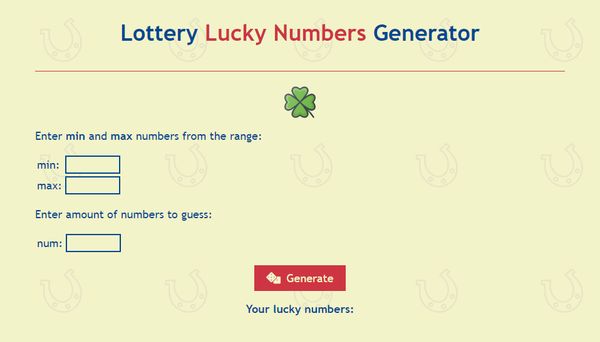 Lottery Lucky Numbers Generator
Enter min and max numbers from the range:
min:
max:
Enter amount of numbers to guess:
num:
Generate
Your lucky numbers: